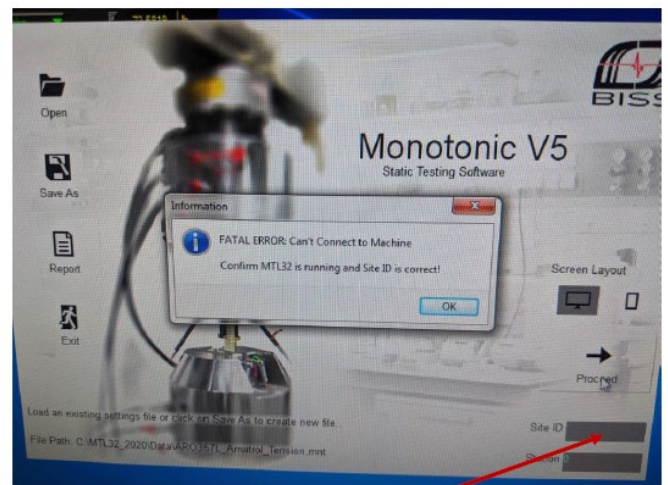 Open
BISS
Monotonic V5
Static Testing Software
Save As
Information
FATAL ERROR: Can't Connect to Machine
Confirm MTL32 is running and Site ID is correct!
OK
Report
Screen Layout
Exit
Proceed
Load an existing settings file or click on Save As to create new file..
Site ID
File Path: C:\MTL32_2020\Data\ARO357L_Amatrol_Tension.mnt
Station